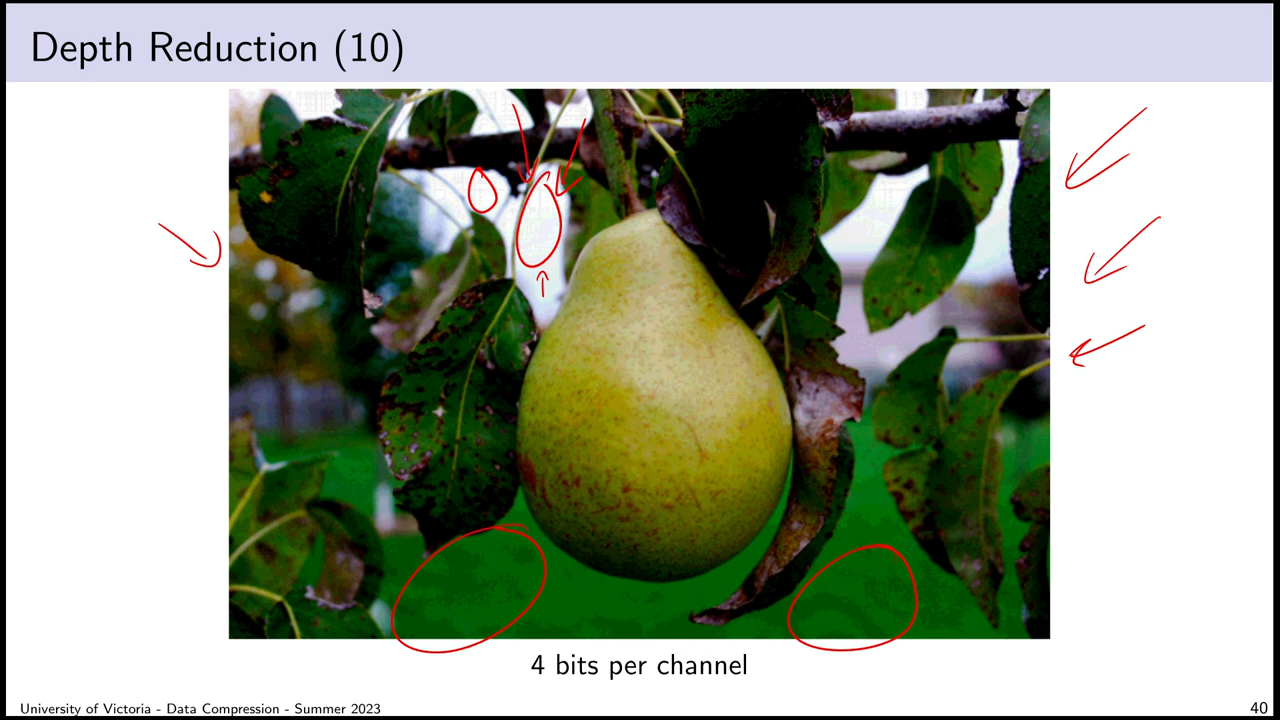 Depth Reduction (10)
4 bits per channel
University of Victoria - Data Compression - Summer 2023
40